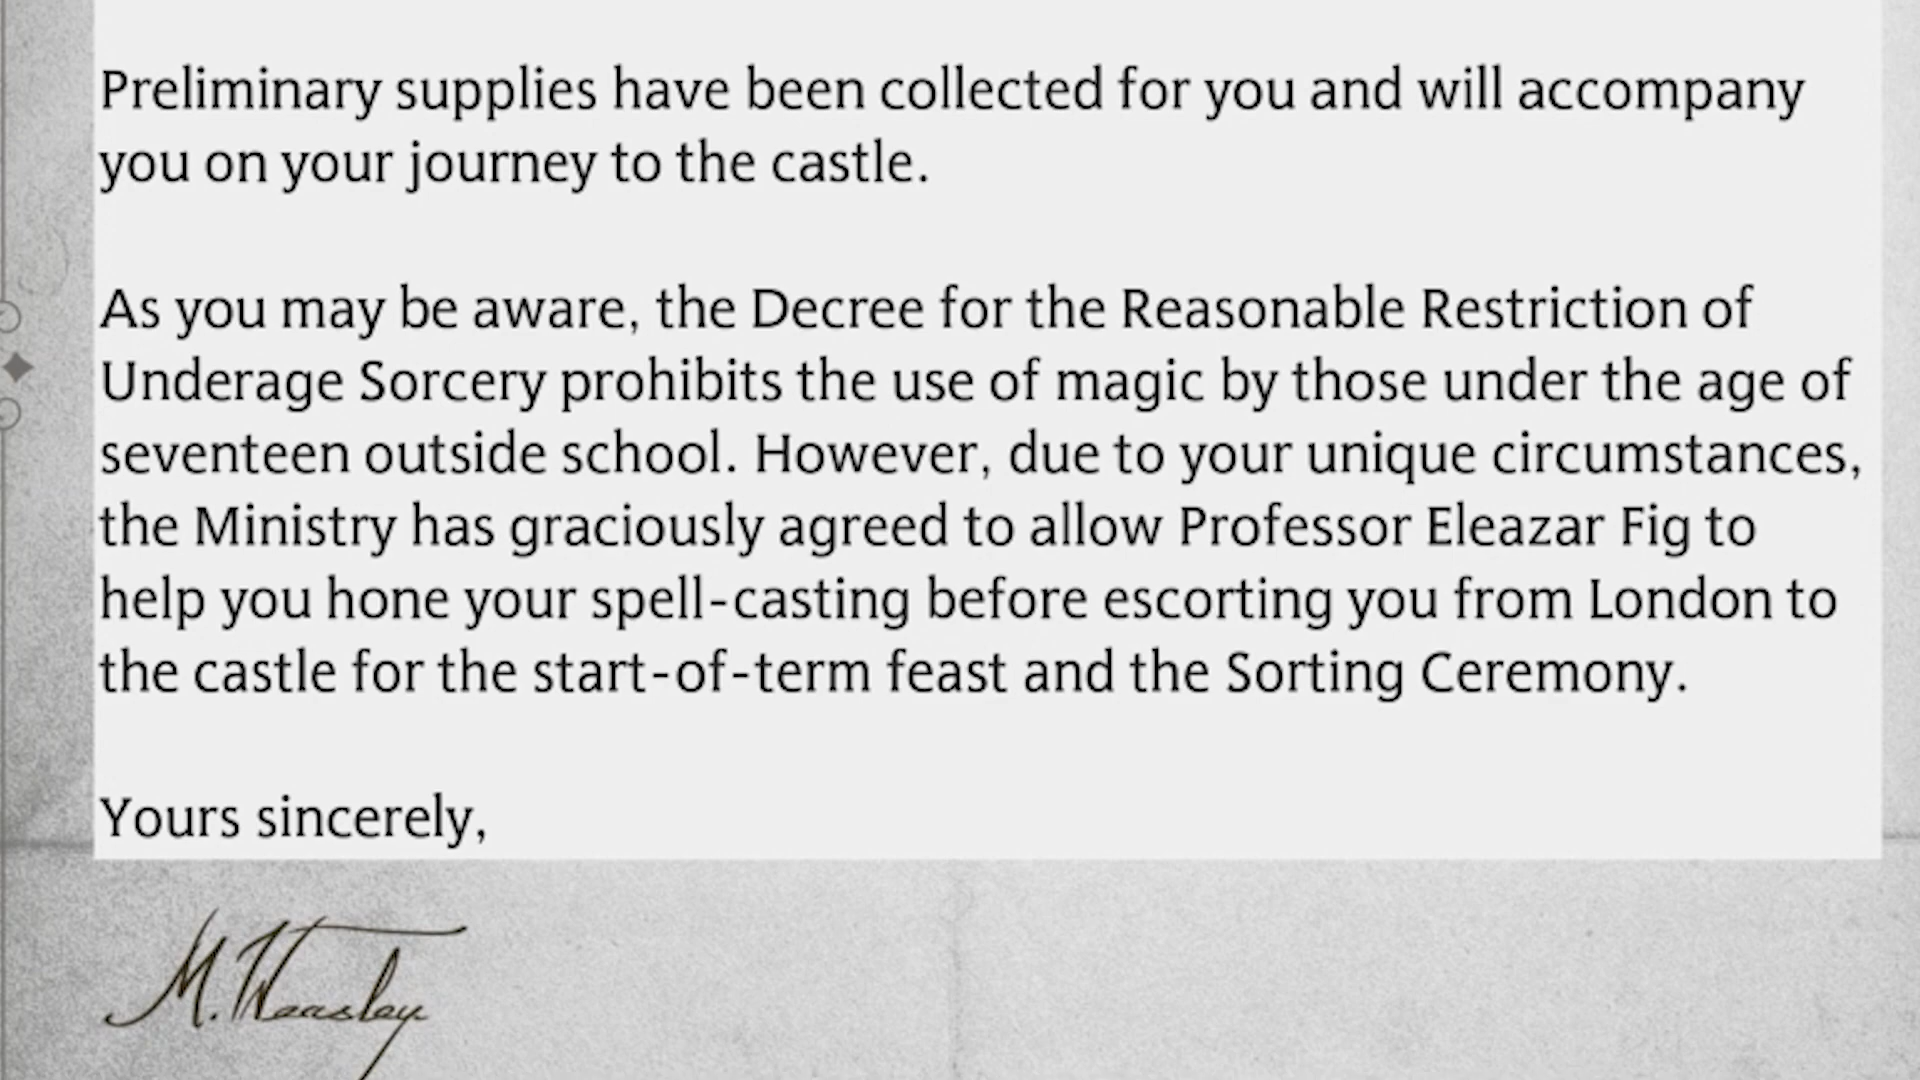 Preliminary supplies have been collected for you and will accompany
you on your journey to the castle.
As you may be aware, the Decree for the Reasonable Restriction of
Underage Sorcery prohibits the use of magic by those under the age of
seventeen outside school. However, due to your unique circumstances,
the Ministry has graciously agreed to allow Professor Eleazar Fig to
help you hone your spell-casting before escorting you from London to
the castle for the start-of-term feast and the Sorting Ceremony.
Yours sincerely,
M. Weasley